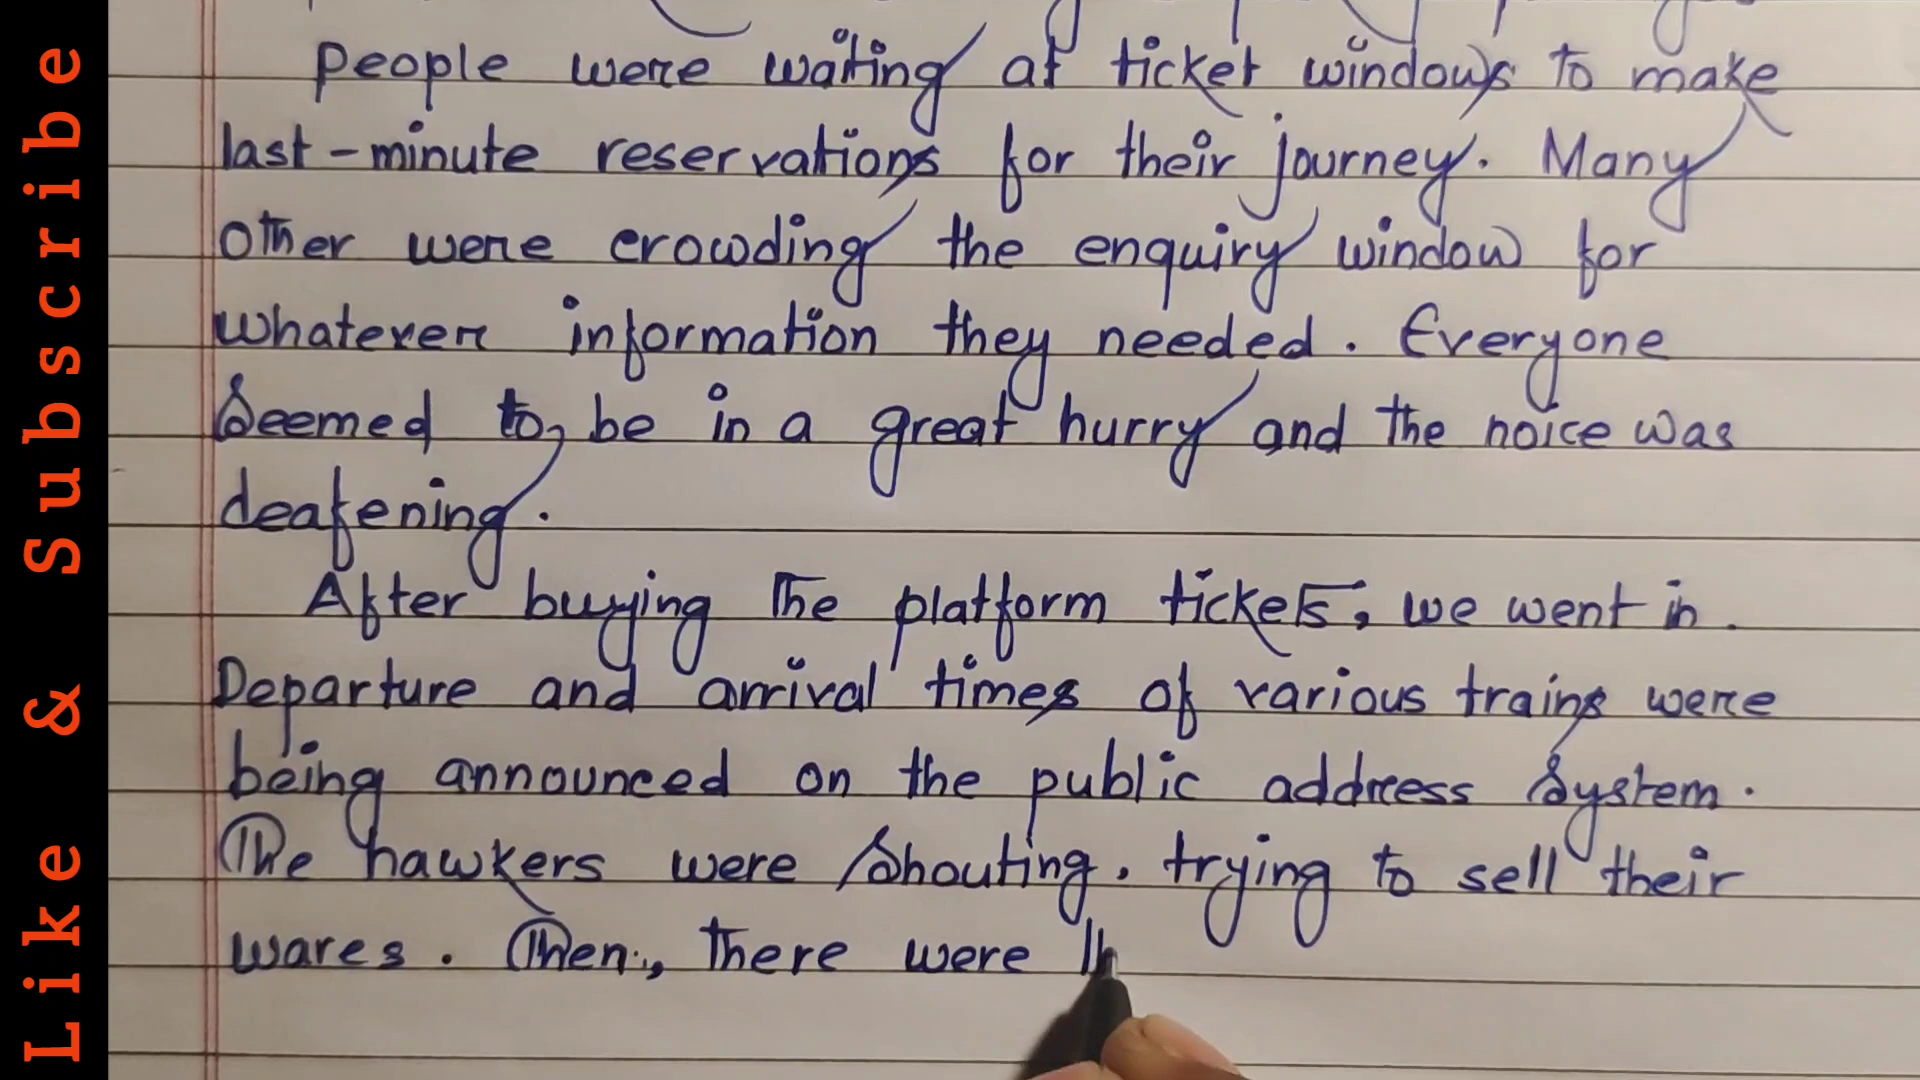 Like & Subscribe
People were waiting at ticket windows to make
last-minute reservations for their journey. Many
other were crowding the enquiry window for
whatever information they needed. Everyone
seemed to be in a great hurry and the noice was
deafening.
After buying the platform tickets, we went in.
Departure and arrival times of various trains were
being announced on the public address system.
The hawkers were shouting. trying to sell their
wares. Then, there were